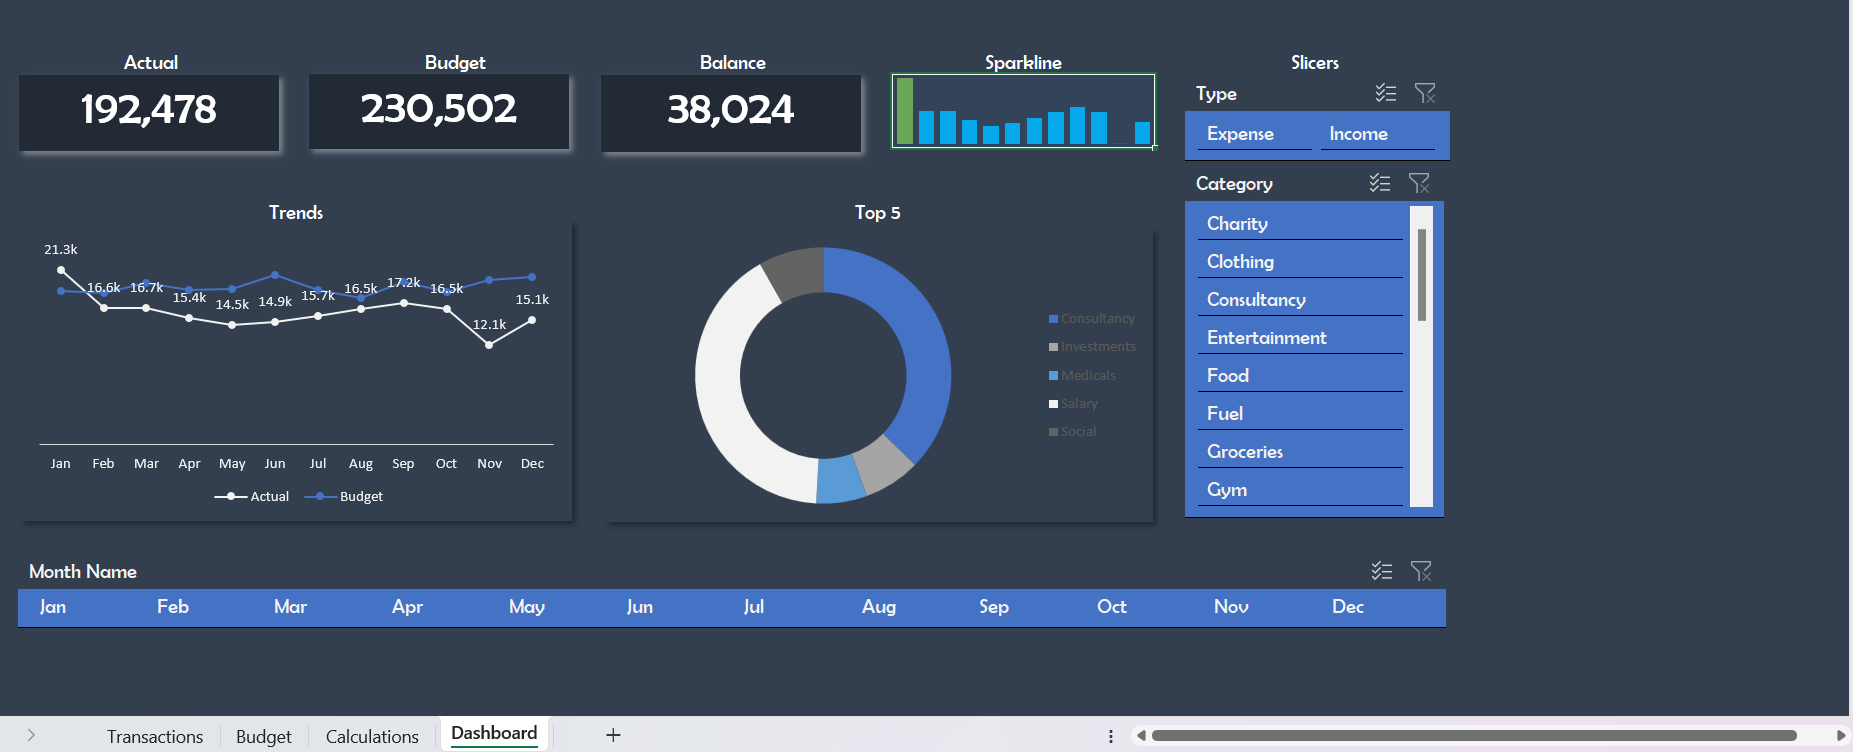 Actual
192,478
Budget
230,502
Balance
38,024
Sparkline
Slicers
Type
Expense Income
Category
Charity
Clothing
Consultancy
Entertainment
Food
Fuel
Groceries
Gym
Trends
21.3k 16.6k 16.7k 15.4k 14.5k 14.9k 15.7k 16.5k 17.2k 16.5k 12.1k 15.1k
Jan Feb Mar Apr May Jun Jul Aug Sep Oct Nov Dec
Actual Budget
Top 5
Consultancy
Investments
Medicals
Salary
Social
Month Name
Jan Feb Mar Apr May Jun Jul Aug Sep Oct Nov Dec
Transactions Budget Calculations Dashboard